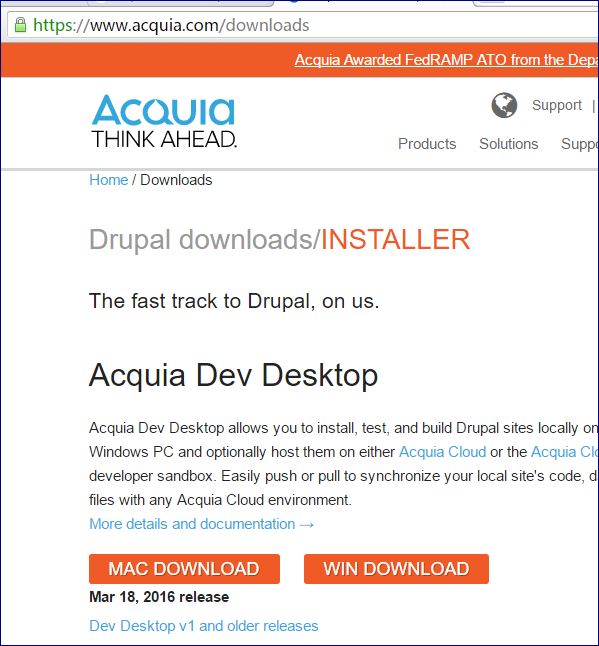 https://www.acquia.com/downloads
Acquia Awarded FedRAMP ATO from the Depa
Acquia
THINK AHEAD.
Support |
Products Solutions Suppo
Home / Downloads
Drupal downloads/INSTALLER
The fast track to Drupal, on us.
Acquia Dev Desktop
Acquia Dev Desktop allows you to install, test, and build Drupal sites locally on
Windows PC and optionally host them on either Acquia Cloud or the Acquia Clo
developer sandbox. Easily push or pull to synchronize your local site's code, d
files with any Acquia Cloud environment.
More details and documentation →
MAC DOWNLOAD WIN DOWNLOAD
Mar 18, 2016 release
Dev Desktop v1 and older releases